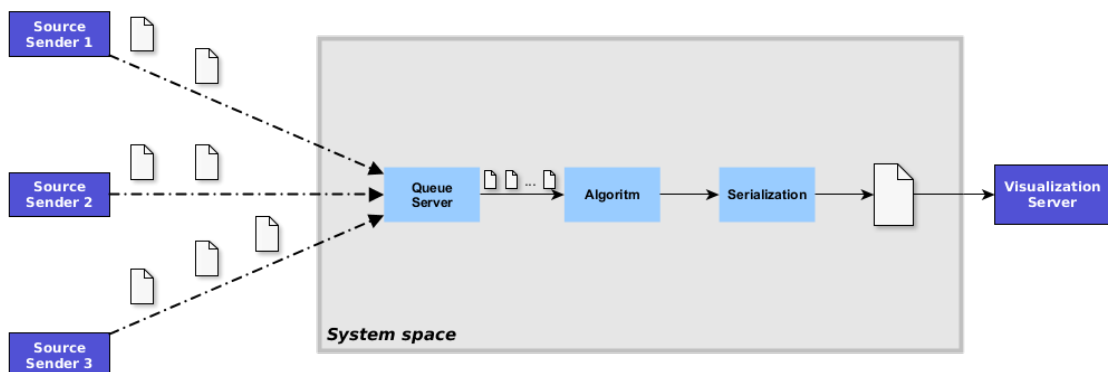 Source
Sender 1
Source
Sender 2
Source
Sender 3
Queue
Server
...
Algoritm
Serialization
Visualization
Server
System space